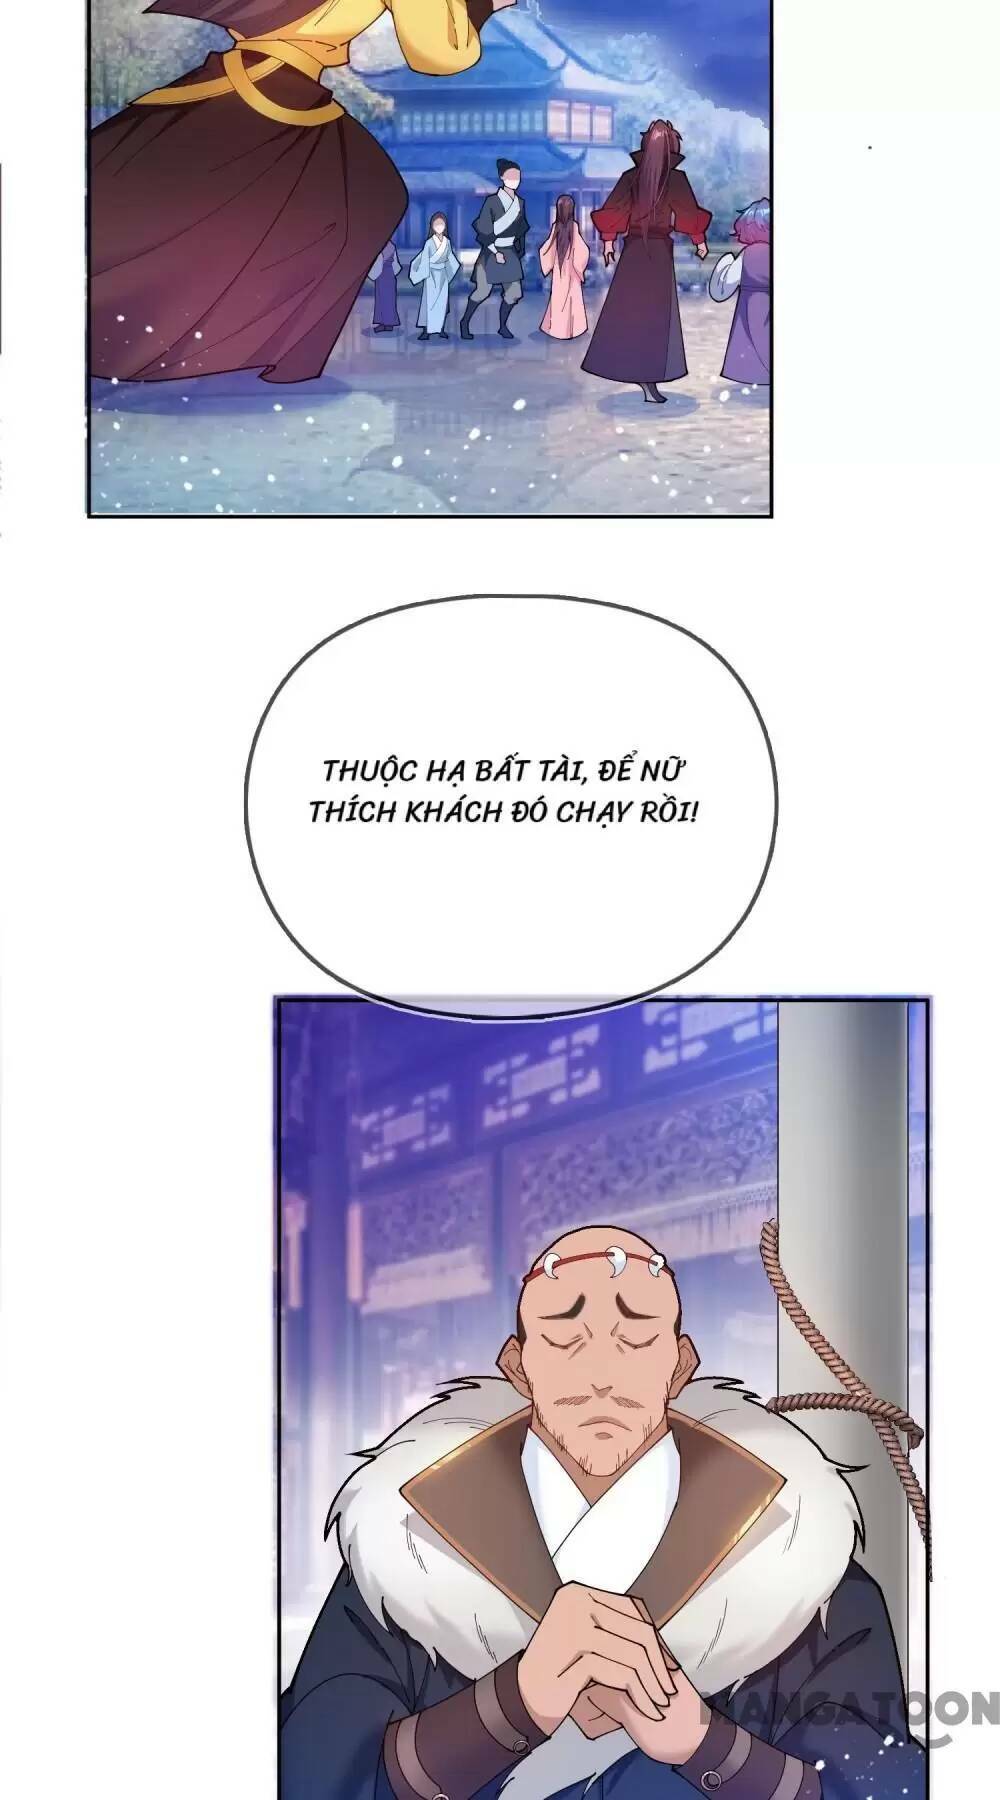 THUỘC HẠ BẤT TÀI, ĐỂ NỮ
THÍCH KHÁCH ĐÓ CHẠY RỒI!
MANGATOON